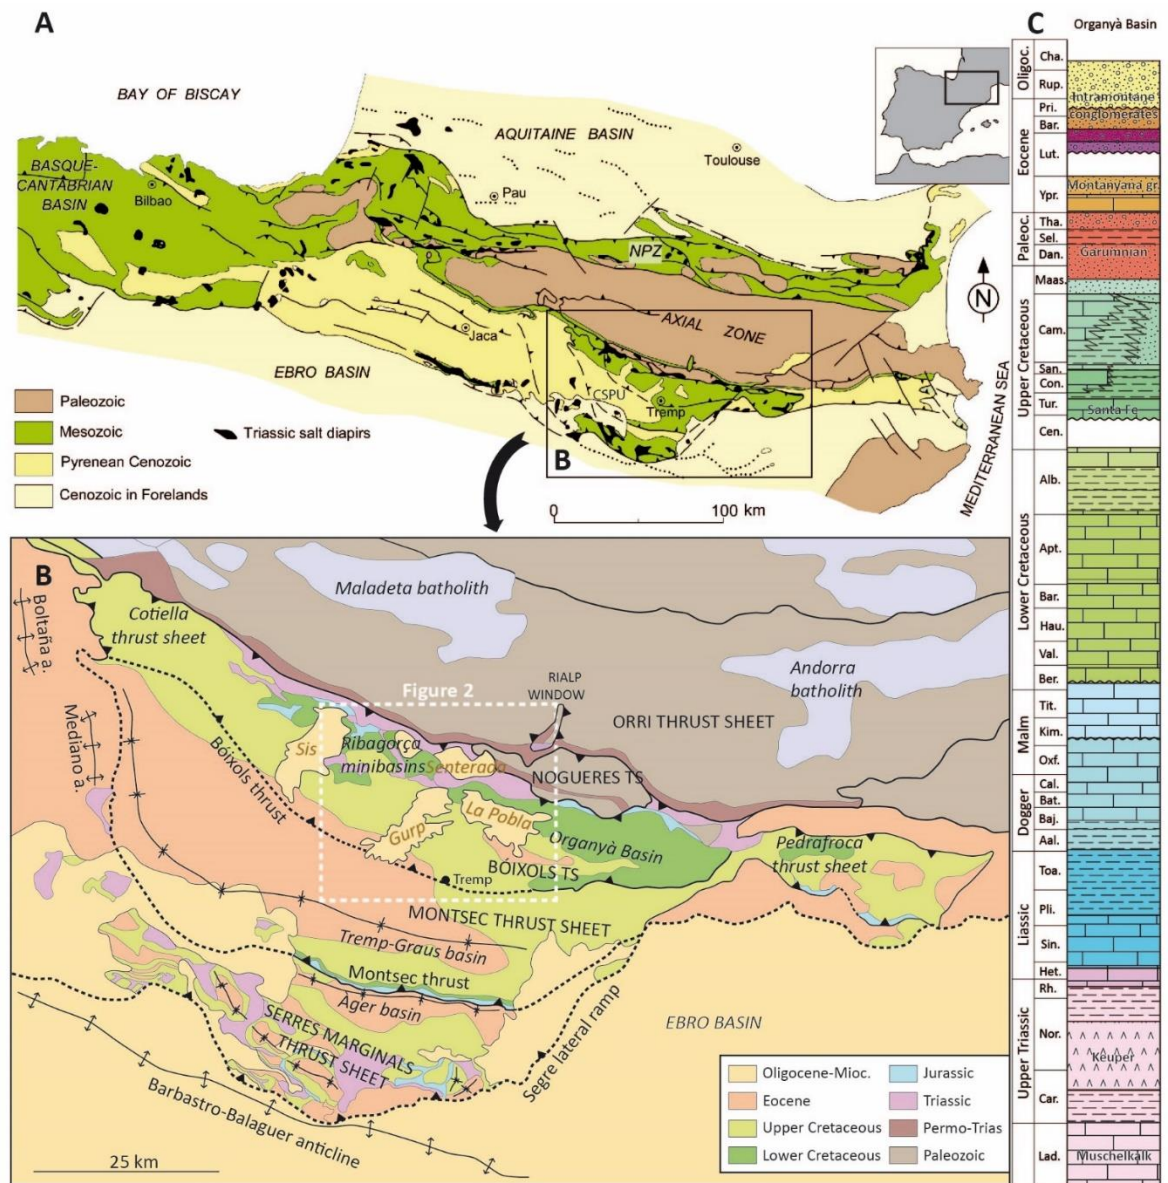 A
BAY OF BISCAY
AQUITAINE BASIN
Toulouse
BASQUE-
CANTABRIAN
BASIN
Bilbao
Pau
NPZ
AXIAL ZONE
Jaca
EBRO BASIN
CSPU
Tremp
N
MEDITERRANEAN SEA
B
Paleozoic
Mesozoic
Triassic salt diapirs
Pyrenean Cenozoic
Cenozoic in Forelands
0 100 km
B
Boltaña a.
Cotiella
thrust sheet
Maladeta batholith
Andorra
batholith
Figure 2
RIALP
WINDOW
ORRI THRUST SHEET
Mediano a.
Bóixols thrust
Sis
Ribagorça
minibasins
Senterada
NOGUERES TS
La Pobla
Gurp
Organyà Basin
Pedrafroca
thrust sheet
BÓIXOLS TS
Tremp
MONTSEC THRUST SHEET
Tremp-Graus basin
Montsec thrust
Àger basin
SERRES MARGINALS
THRUST SHEET
Segre lateral ramp
EBRO BASIN
Barbastro-Balaguer anticline
25 km
Oligocene-Mioc.
Jurassic
Eocene
Triassic
Upper Cretaceous
Permo-Trias
Lower Cretaceous
Paleozoic
C
Organyà Basin
Oligoc.
Cha.
Rup.
Intramontane
conglomerates
Eocene
Pri.
Bar.
Lut.
Ypr.
Montanyana gr.
Paleoc.
Tha.
Sel.
Dan.
Garumnian
Upper Cretaceous
Maas.
Cam.
San.
Con.
Tur.
Santa Fe
Cen.
Lower Cretaceous
Alb.
Apt.
Bar.
Hau.
Val.
Ber.
Malm
Tit.
Kim.
Oxf.
Dogger
Cal.
Bat.
Baj.
Aal.
Liassic
Toa.
Pli.
Sin.
Het.
Upper Triassic
Rh.
Nor.
Keuper
Car.
Lad.
Muschelkalk